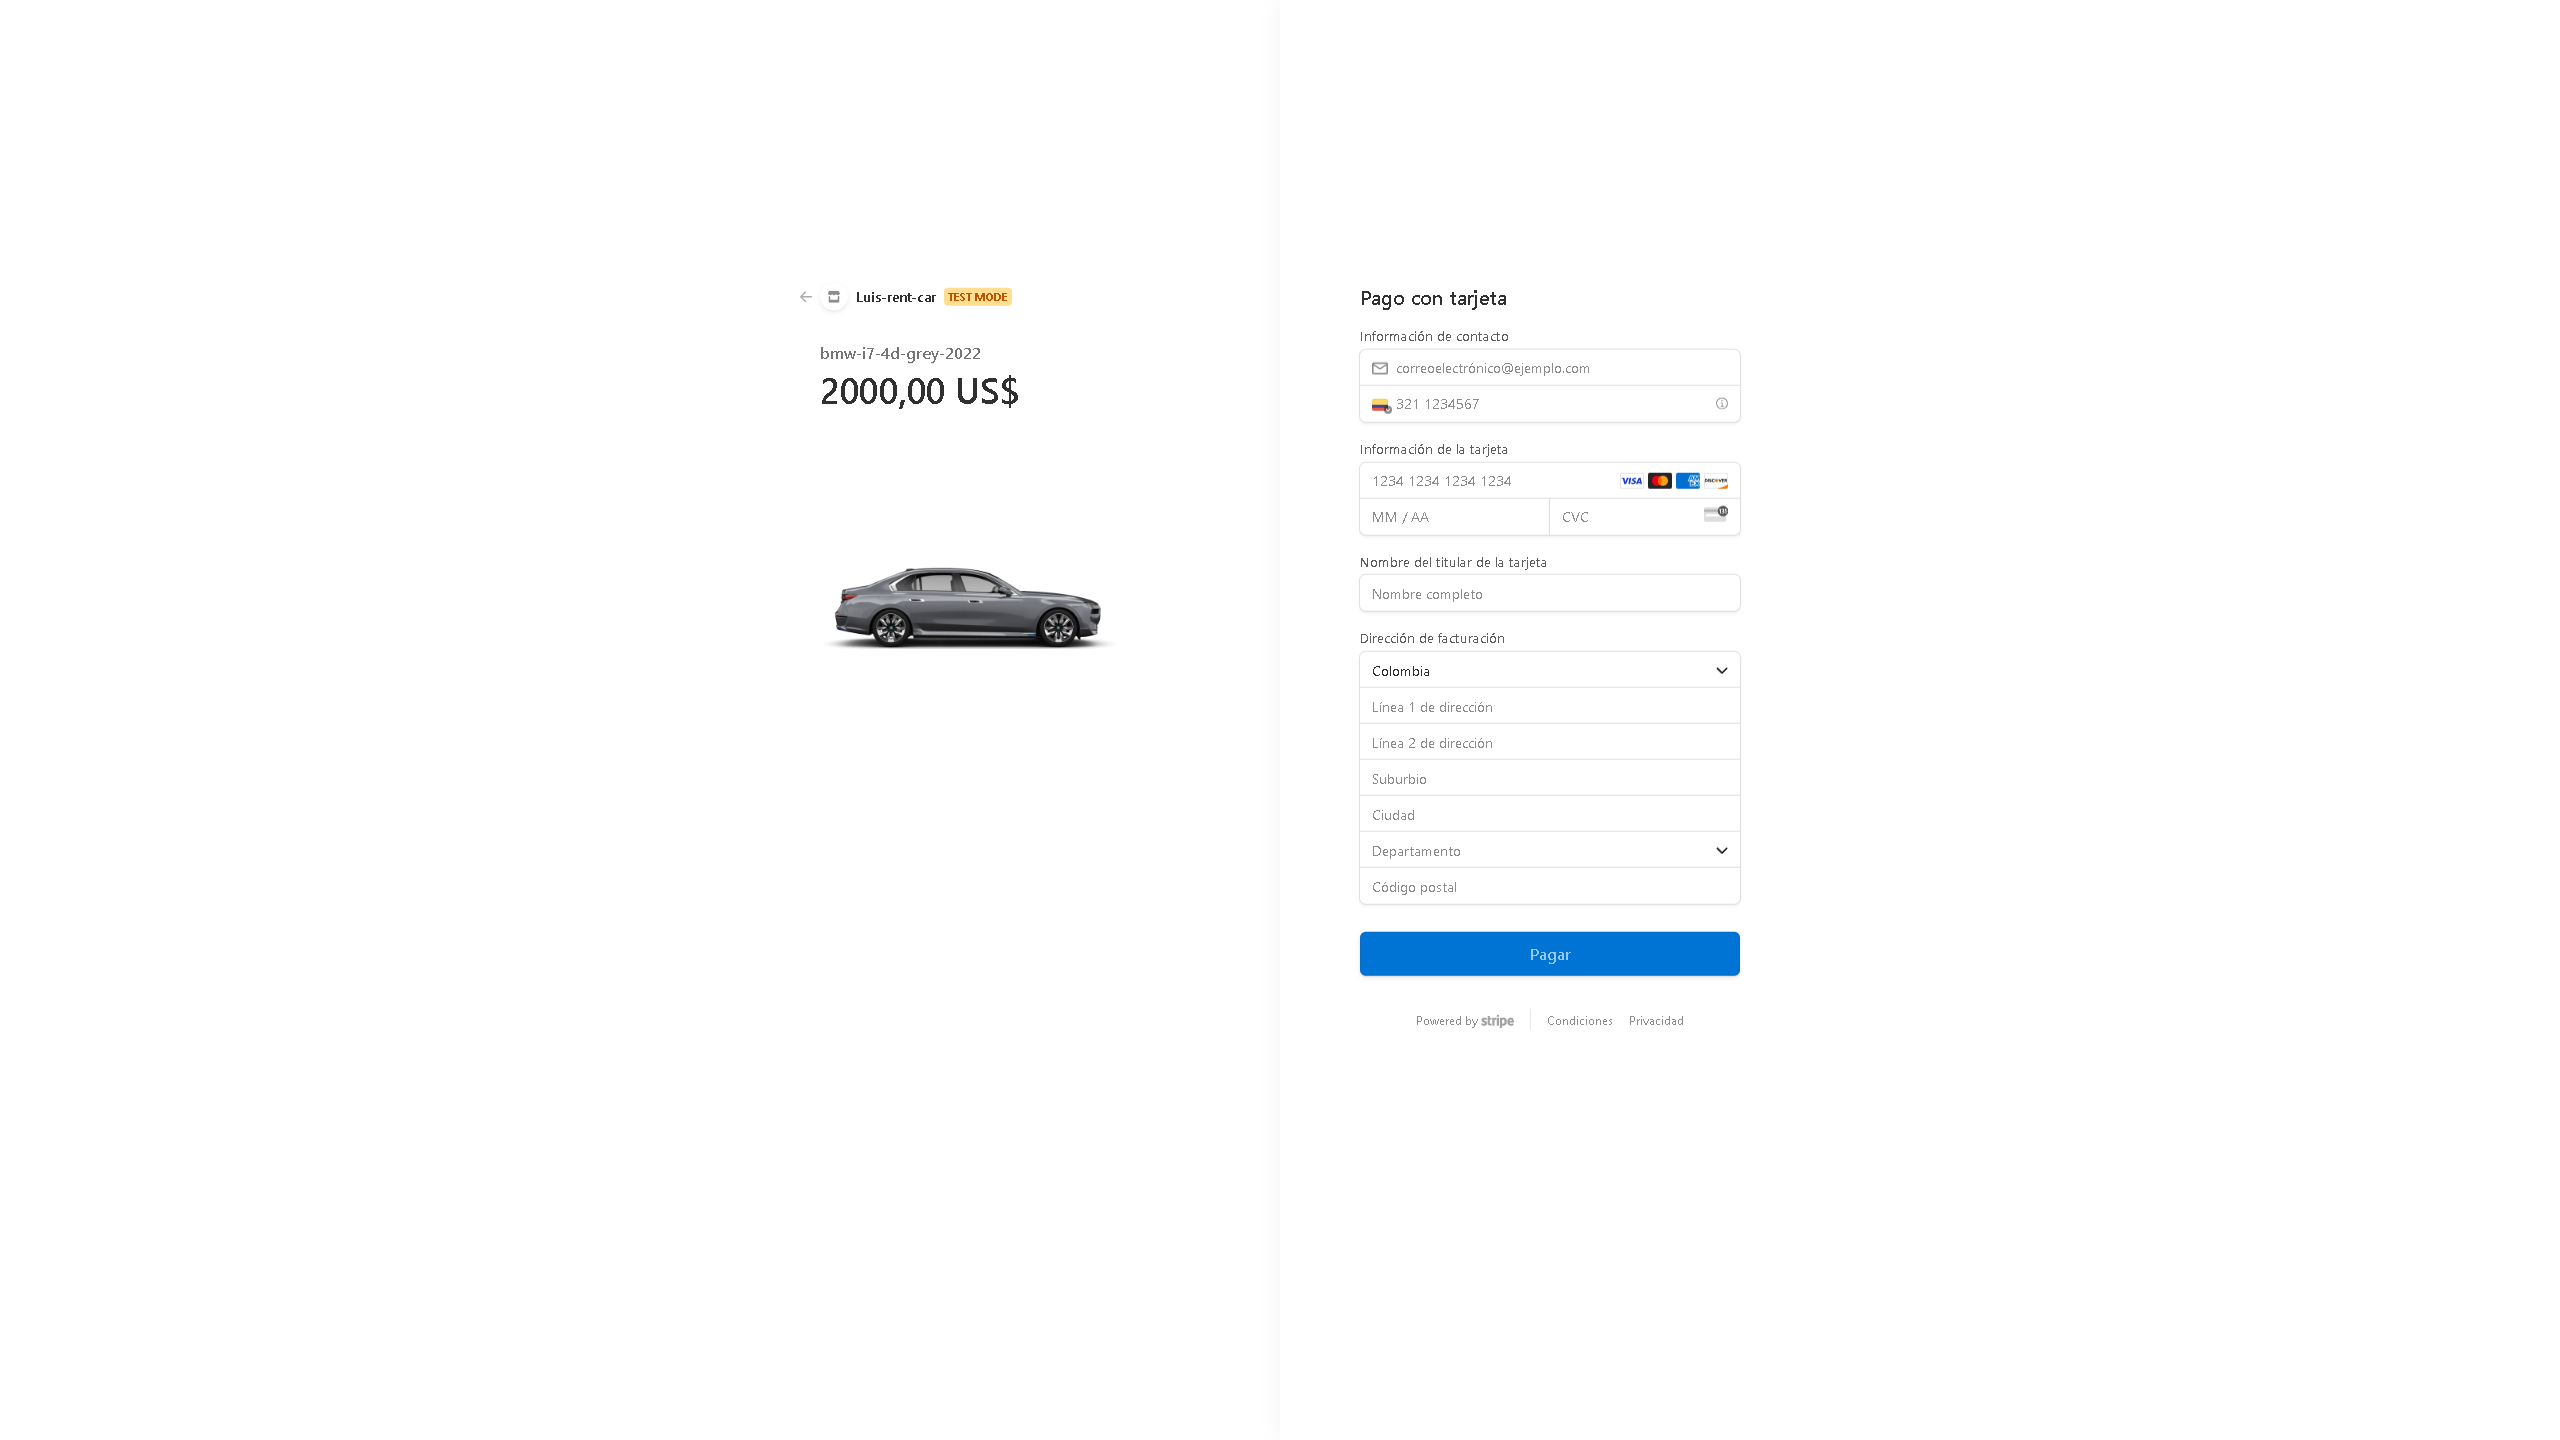 Luis-rent-car TEST MODE
bmw-i7-4d-grey-2022
2000,00 US$
Pago con tarjeta
Información de contacto
correoelectrónico@ejemplo.com
321 1234567
Información de la tarjeta
1234 1234 1234 1234 VISA AMEX DISCOVER
MM / AA CVC 135
Nombre del titular de la tarjeta
Nombre completo
Dirección de facturación
Colombia
Línea 1 de dirección
Línea 2 de dirección
Suburbio
Ciudad
Departamento
Código postal
Pagar
Powered by stripe Condiciones Privacidad